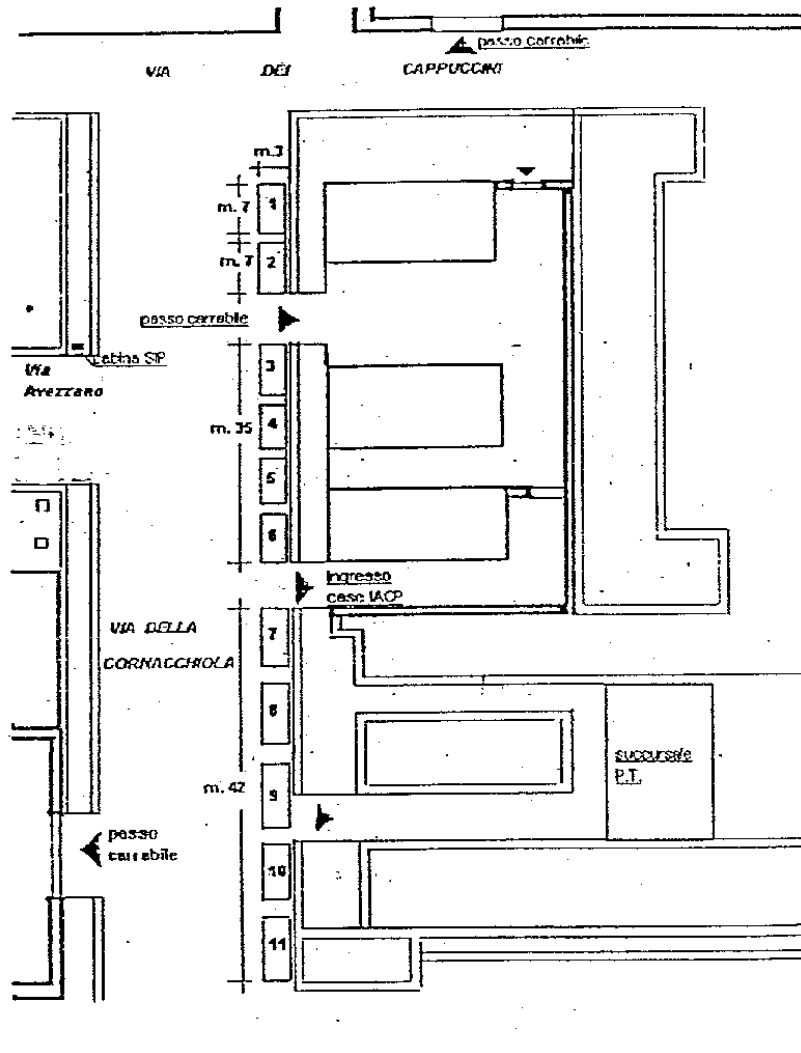 passo carrabile
VIA DEI CAPPUCCINI
m.3
m. 7
1
m. 7
2
passo carrabile
cabina SIP
Via
Avezzano
3
m. 35
4
5
6
Ingresso
case IACP
7
VIA DELLA
CORNACCHIOLA
8
succursale
P.T.
m. 42
9
passo
carrabile
10
11